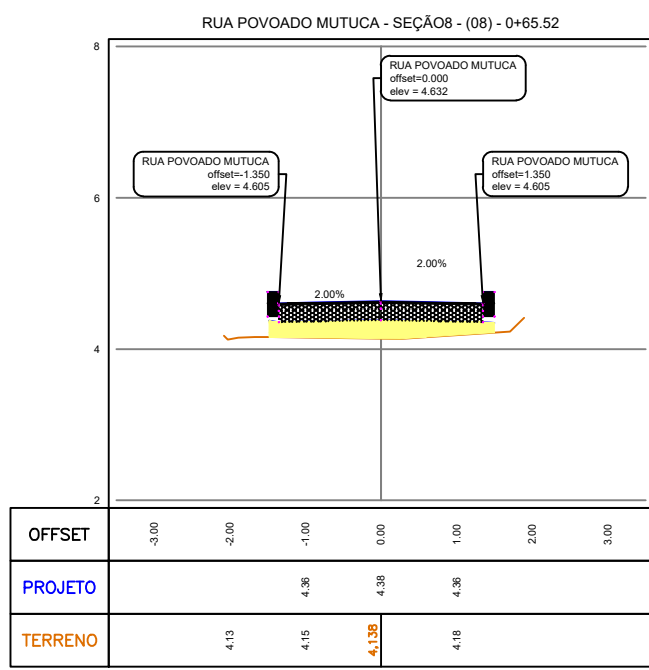 RUA POVOADO MUTUCA - SEÇÃO8 - (08) - 0+65.52
8
RUA POVOADO MUTUCA
offset=0.000
elev = 4.632
RUA POVOADO MUTUCA
offset=-1.350
elev = 4.605
RUA POVOADO MUTUCA
offset=1.350
elev = 4.605
6
2.00%
2.00%
4
2
OFFSET -3.00 -2.00 -1.00 0.00 1.00 2.00 3.00
PROJETO 4.36 4.38 4.36
TERRENO 4.13 4.15 4.138 4.18